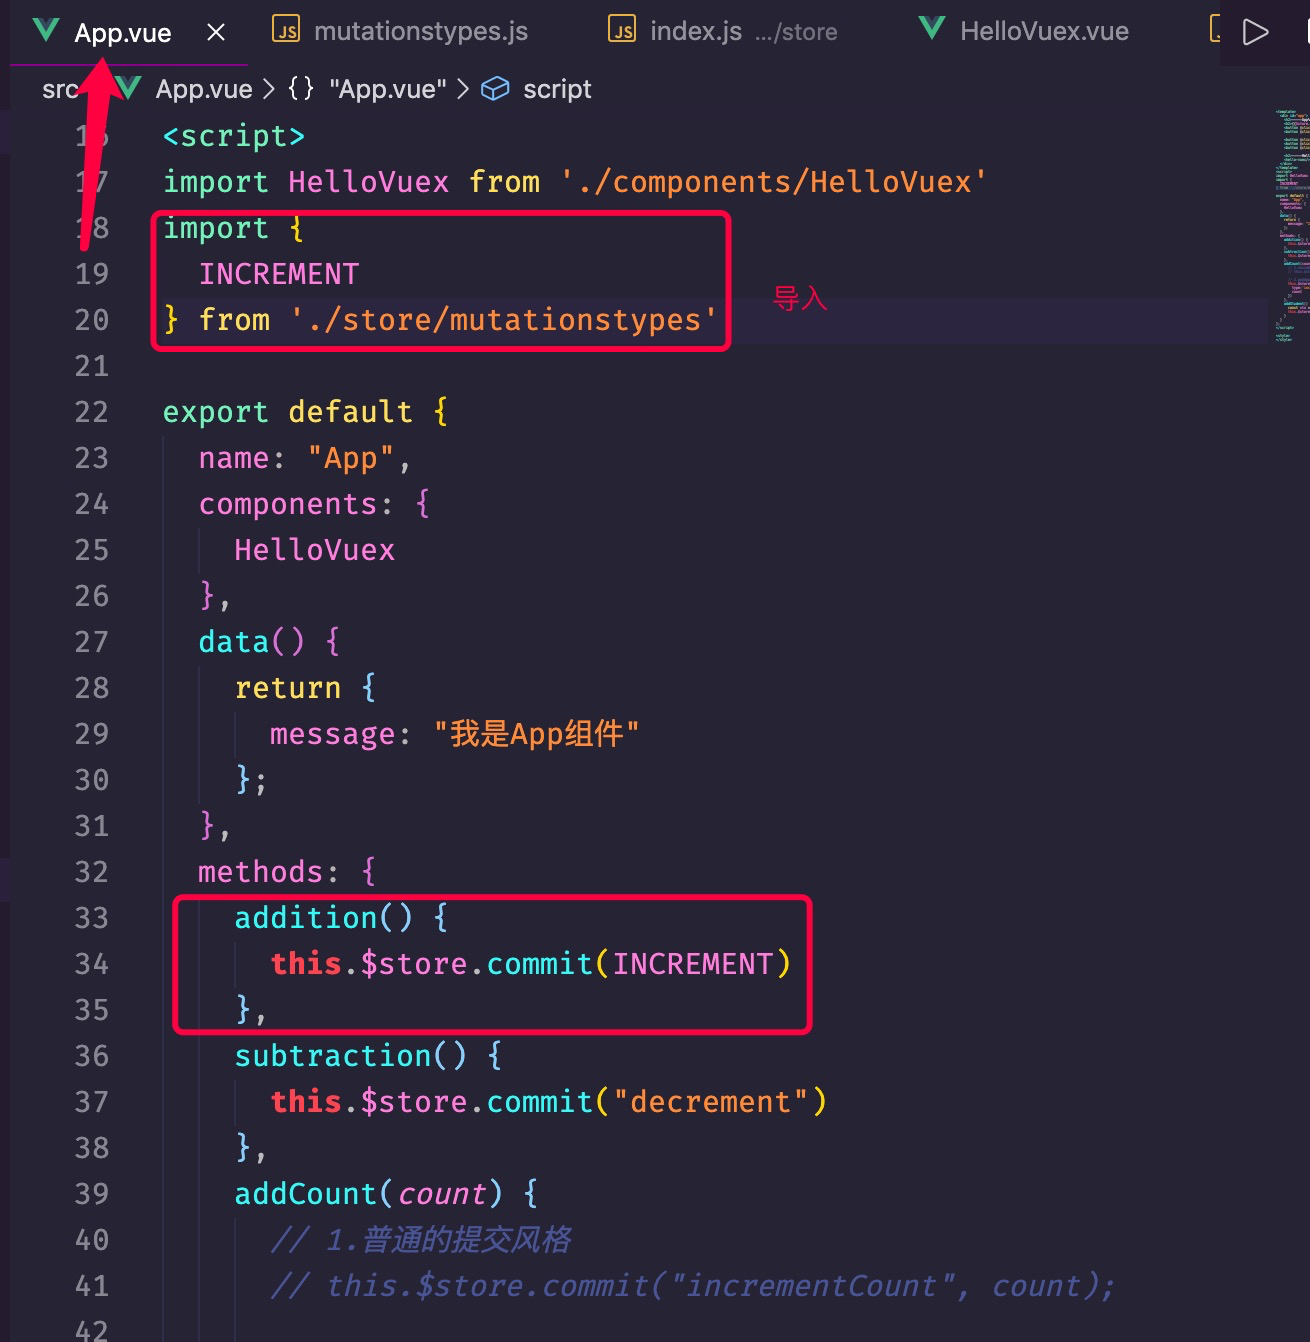 App.vue × JS mutationstypes.js JS index.js .../store HelloVuex.vue
src App.vue > {} "App.vue" > script
16 <script>
17 import HelloVuex from './components/HelloVuex'
18 import {
19 INCREMENT
导入
20 } from './store/mutationstypes'
21
22 export default {
23 name: "App",
24 components: {
25 HelloVuex
26 },
27 data() {
28 return {
29 message: "我是App组件"
30 };
31 },
32 methods: {
33 addition() {
34 this.$store.commit(INCREMENT)
35 },
36 subtraction() {
37 this.$store.commit("decrement")
38 },
39 addCount(count) {
40 // 1.普通的提交风格
41 // this.$store.commit("incrementCount", count);
42